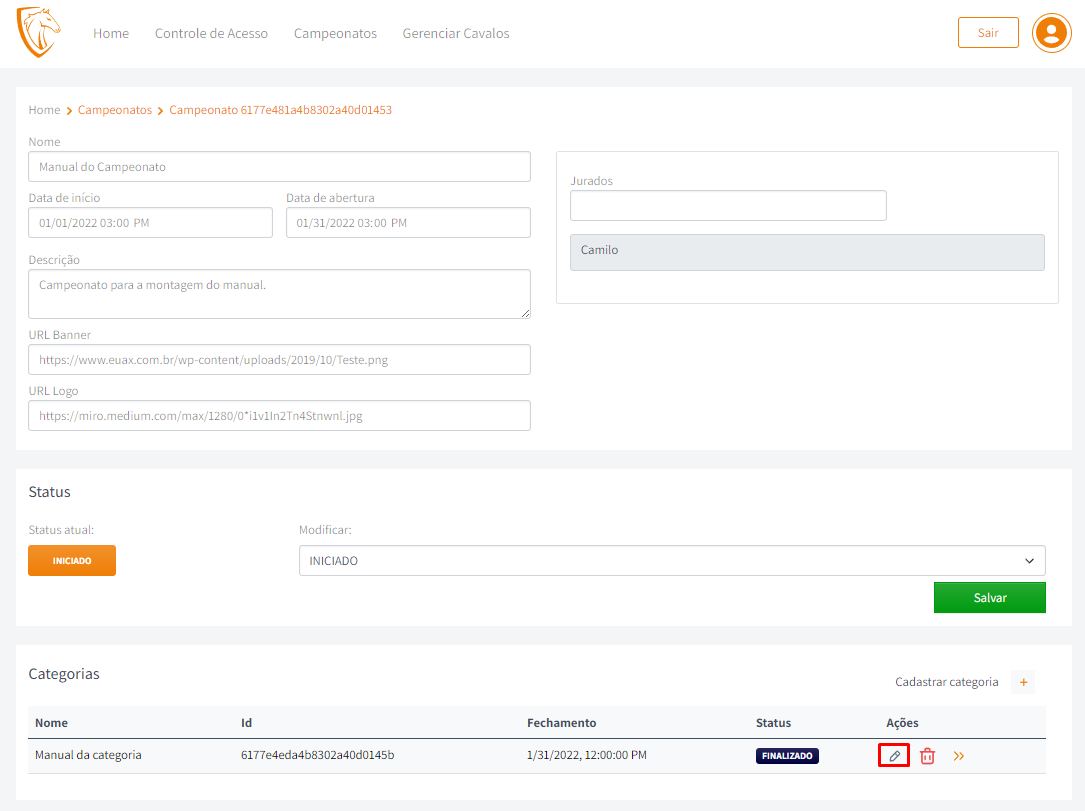 Home Controle de Acesso Campeonatos Gerenciar Cavalos Sair
Home Campeonatos Campeonato 6177e481a4b8302a40d01453
Nome
Manual do Campeonato
Data de início Data de abertura
01/01/2022 03:00 PM 01/31/2022 03:00 PM
Descrição
Campeonato para a montagem do manual.
URL Banner
https://www.euax.com.br/wp-content/uploads/2019/10/Teste.png
URL Logo
https://miro.medium.com/max/1280/0*i1v1In2Tn4Stnwnl.jpg
Jurados
Camilo
Status
Status atual: Modificar:
INICIADO INICIADO
Salvar
Categorias
Cadastrar categoria +
Nome Id Fechamento Status Ações
Manual da categoria 6177e4eda4b8302a40d0145b 1/31/2022, 12:00:00 PM FINALIZADO